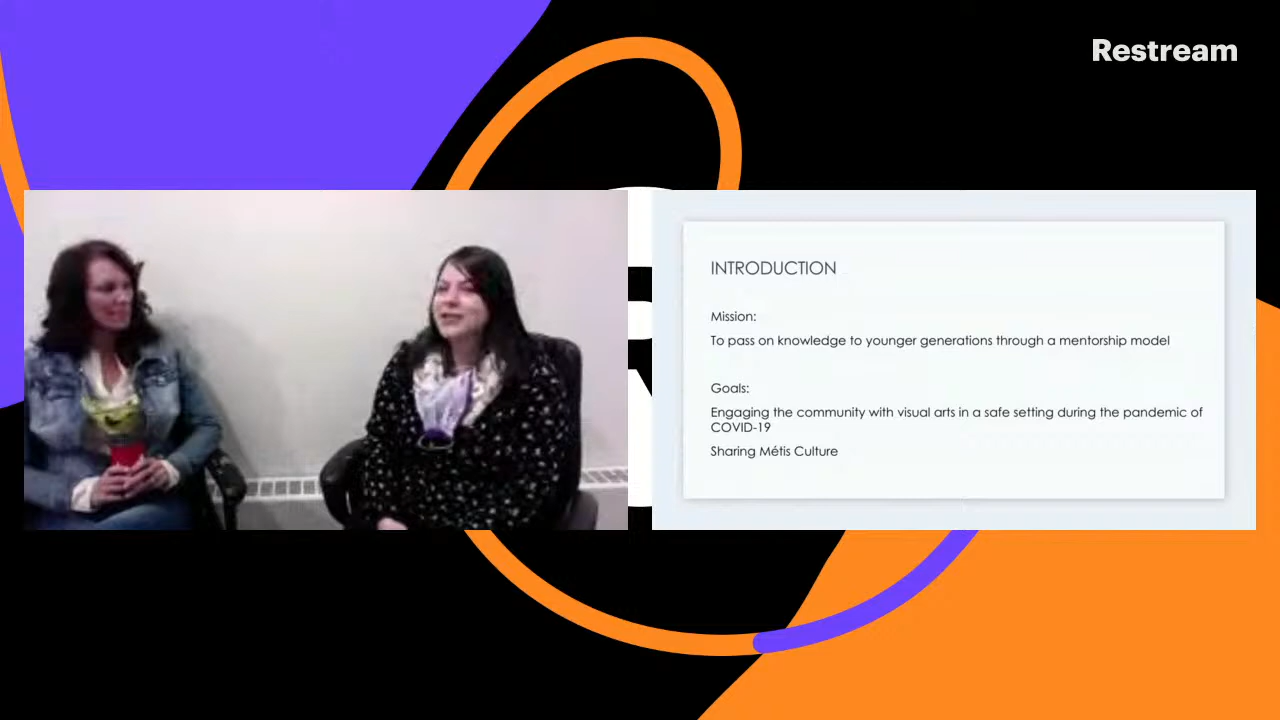 Restream
INTRODUCTION
Mission:
To pass on knowledge to younger generations through a mentorship model
Goals:
Engaging the community with visual arts in a safe setting during the pandemic of
COVID-19
Sharing Métis Culture